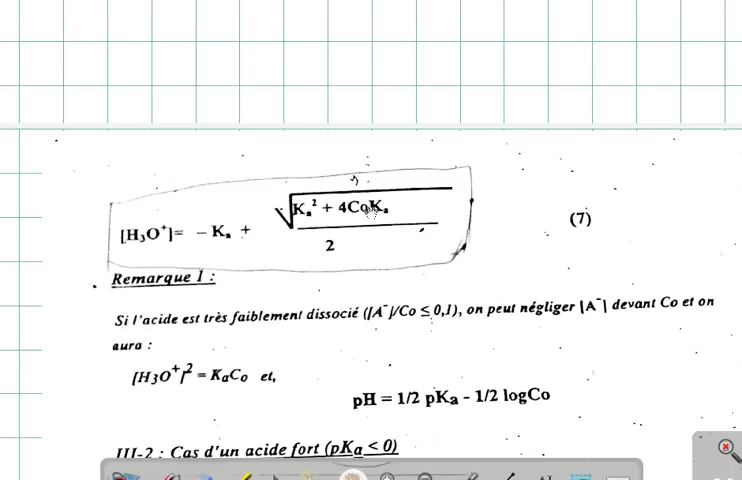 [H₃O⁺]= - Kₐ + √Kₐ² + 4CoKₐ / 2 (7)
Remarque 1 :
Si l'acide est très faiblement dissocié ([A⁻]/Co ≤ 0,1), on peut négliger [A⁻] devant Co et on
aura :
[H3O⁺]² = KaCo et,
pH = 1/2 pKa - 1/2 logCo
III-2 : Cas d'un acide fort (pKa < 0)